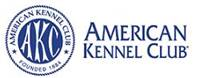 AMERICAN KENNEL CLUB
AKC
FOUNDED 1884
AMERICAN
KENNEL CLUB®